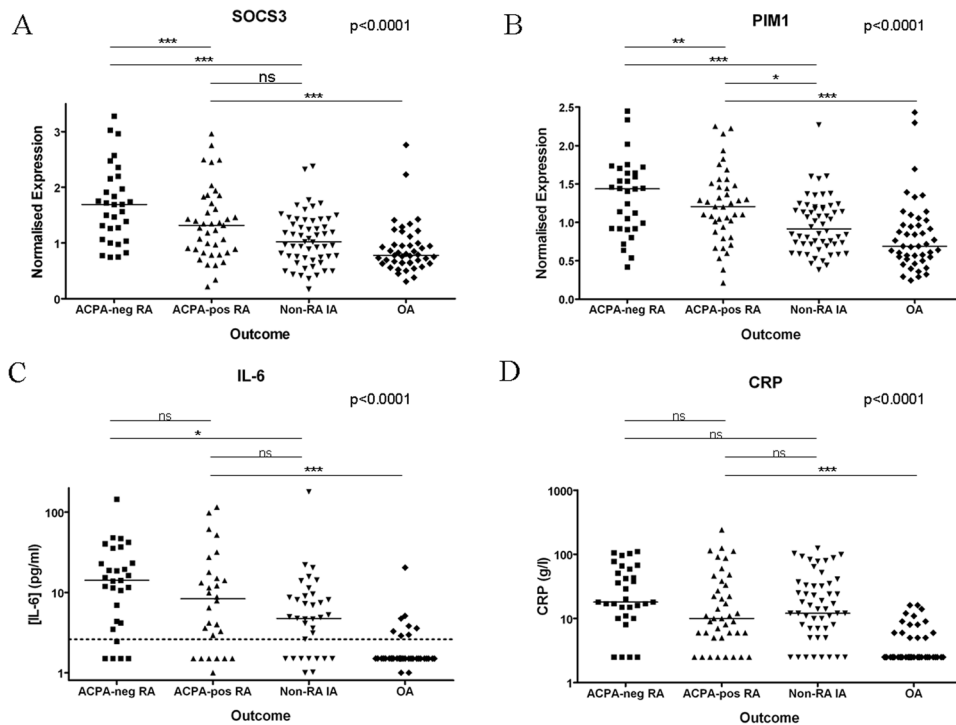 A
SOCS3
p<0.0001
***
***
ns
***
Normalised Expression
3
2
1
0
ACPA-neg RA
ACPA-pos RA
Non-RA IA
OA
Outcome
B
PIM1
p<0.0001
**
***
*
***
Normalised Expression
2.5
2.0
1.5
1.0
0.5
0.0
ACPA-neg RA
ACPA-pos RA
Non-RA IA
OA
Outcome
C
IL-6
p<0.0001
ns
*
ns
***
[IL-6] (pg/ml)
100
10
1
ACPA-neg RA
ACPA-pos RA
Non-RA IA
OA
Outcome
D
CRP
p<0.0001
ns
ns
ns
***
CRP (g/l)
1000
100
10
1
ACPA-neg RA
ACPA-pos RA
Non-RA IA
OA
Outcome